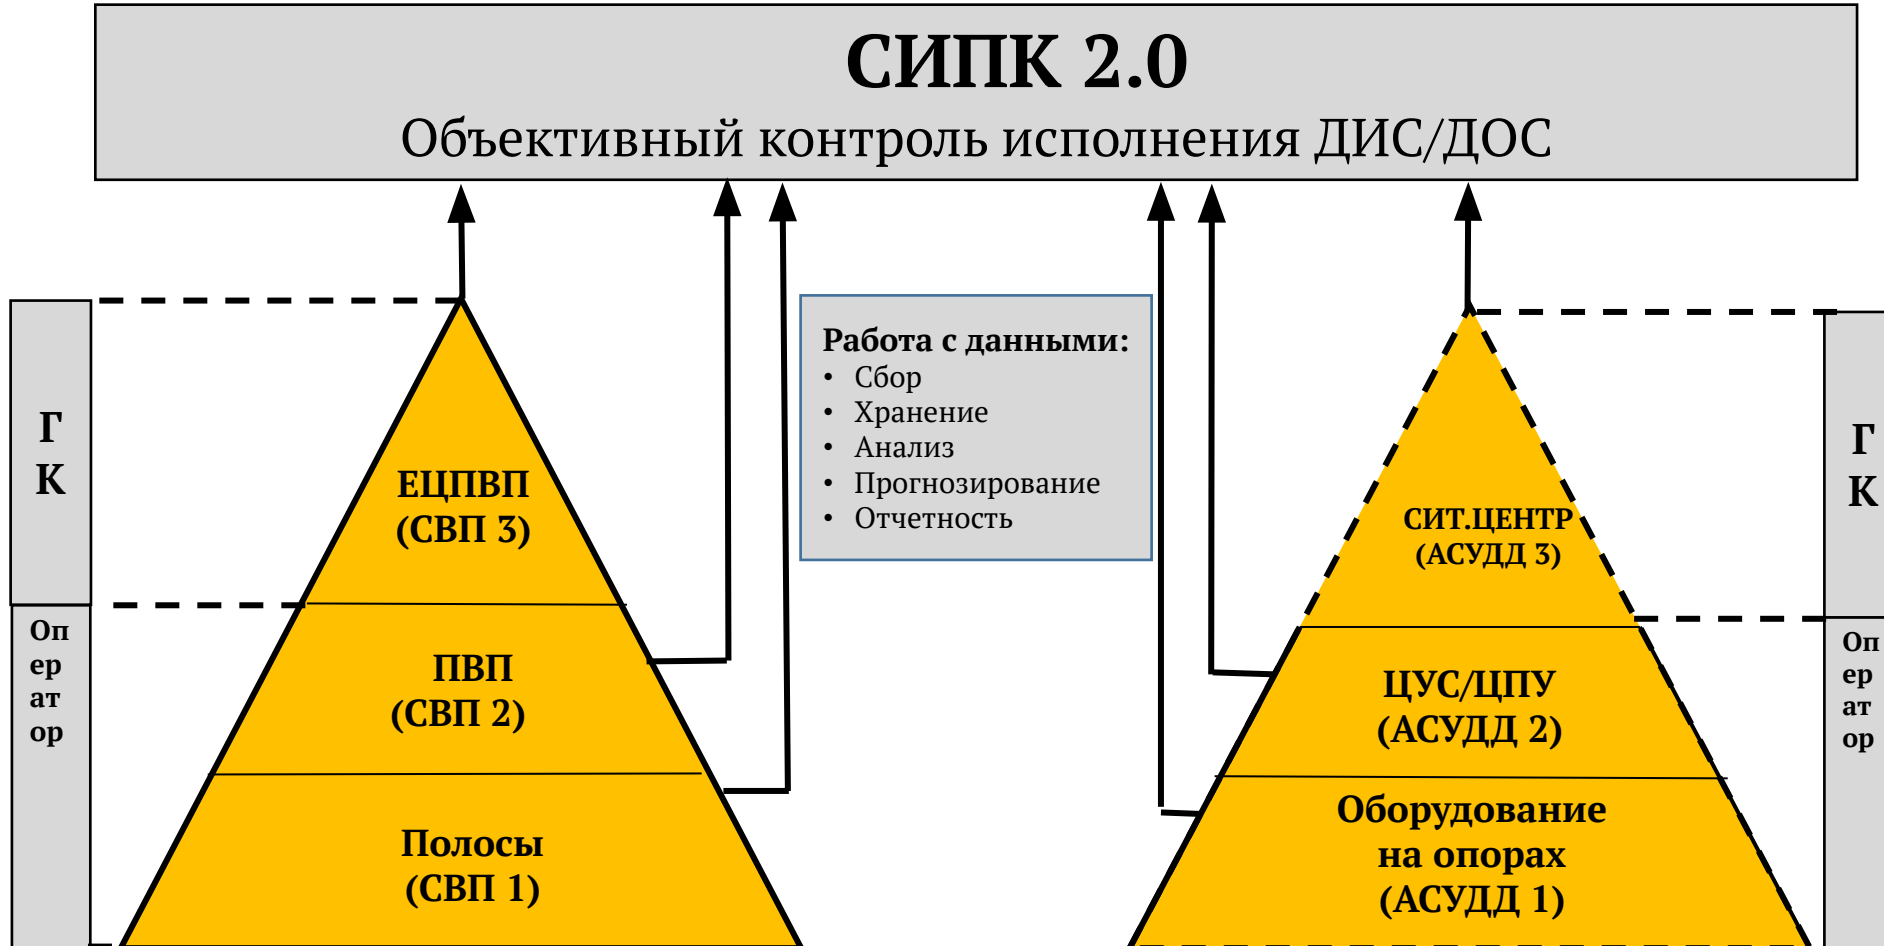 СИПК 2.0
Объективный контроль исполнения ДИС/ДОС
Г
К
Оп
ер
ат
ор
ЕЦПВП
(СВП 3)
ПВП
(СВП 2)
Полосы
(СВП 1)
Работа с данными:
• Сбор
• Хранение
• Анализ
• Прогнозирование
• Отчетность
СИТ.ЦЕНТР
(АСУДД 3)
ЦУС/ЦПУ
(АСУДД 2)
Оборудование
на опорах
(АСУДД 1)
Г
К
Оп
ер
ат
ор